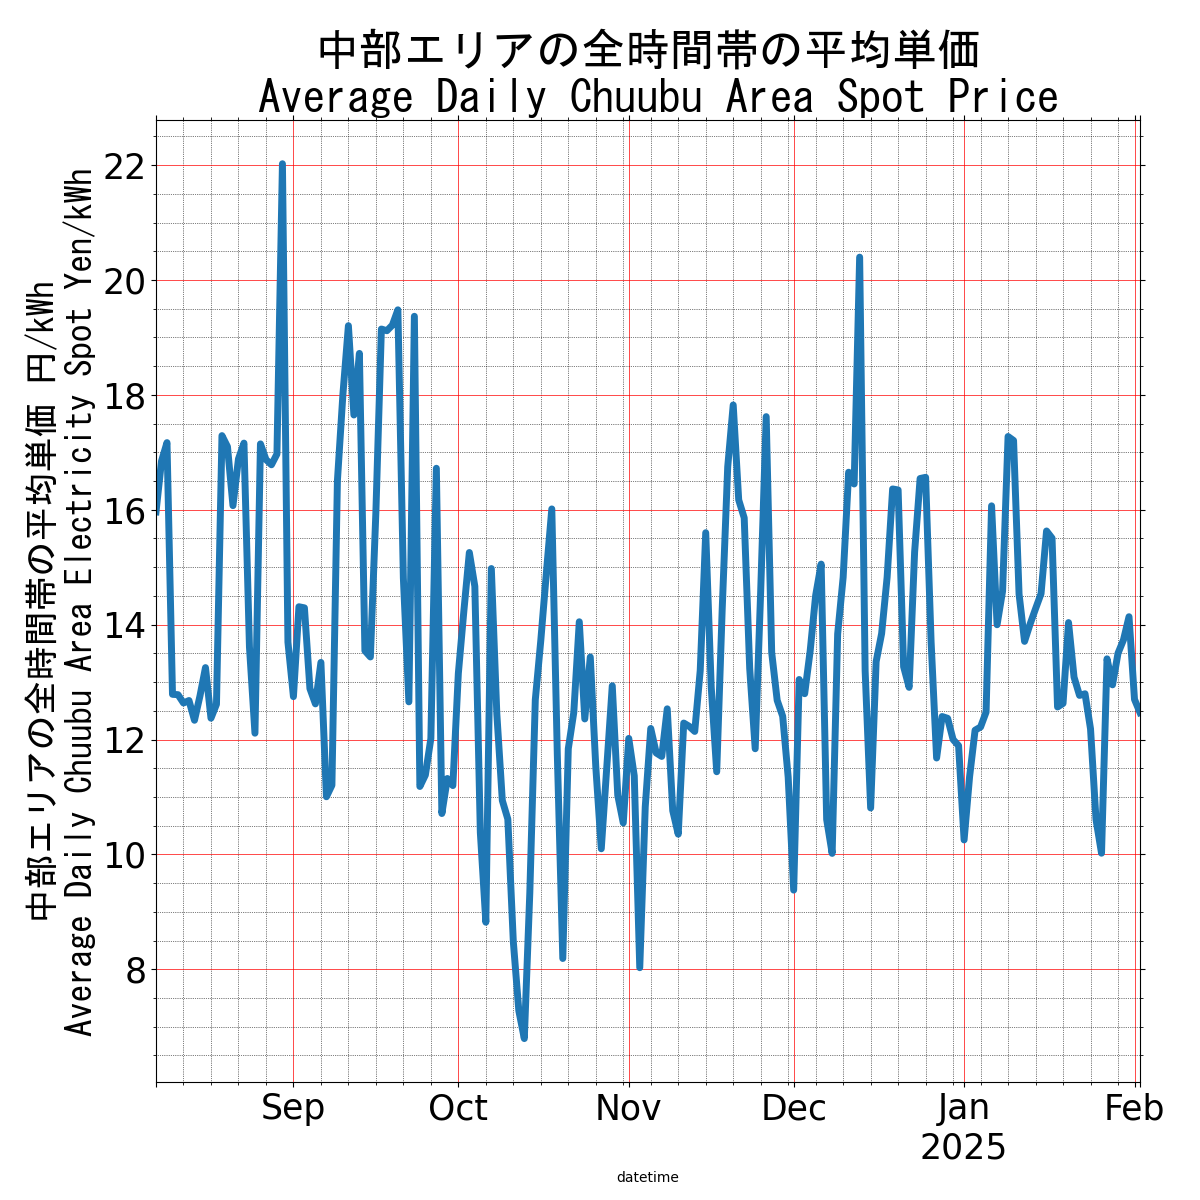 中部エリアの全時間帯の平均単価
Average Daily Chuubu Area Spot Price
中部エリアの全時間帯の平均単価 円/kWh
Average Daily Chuubu Area Electricity Spot Yen/kWh
22
20
18
16
14
12
10
8
Sep
Oct
Nov
Dec
Jan
2025
Feb
datetime